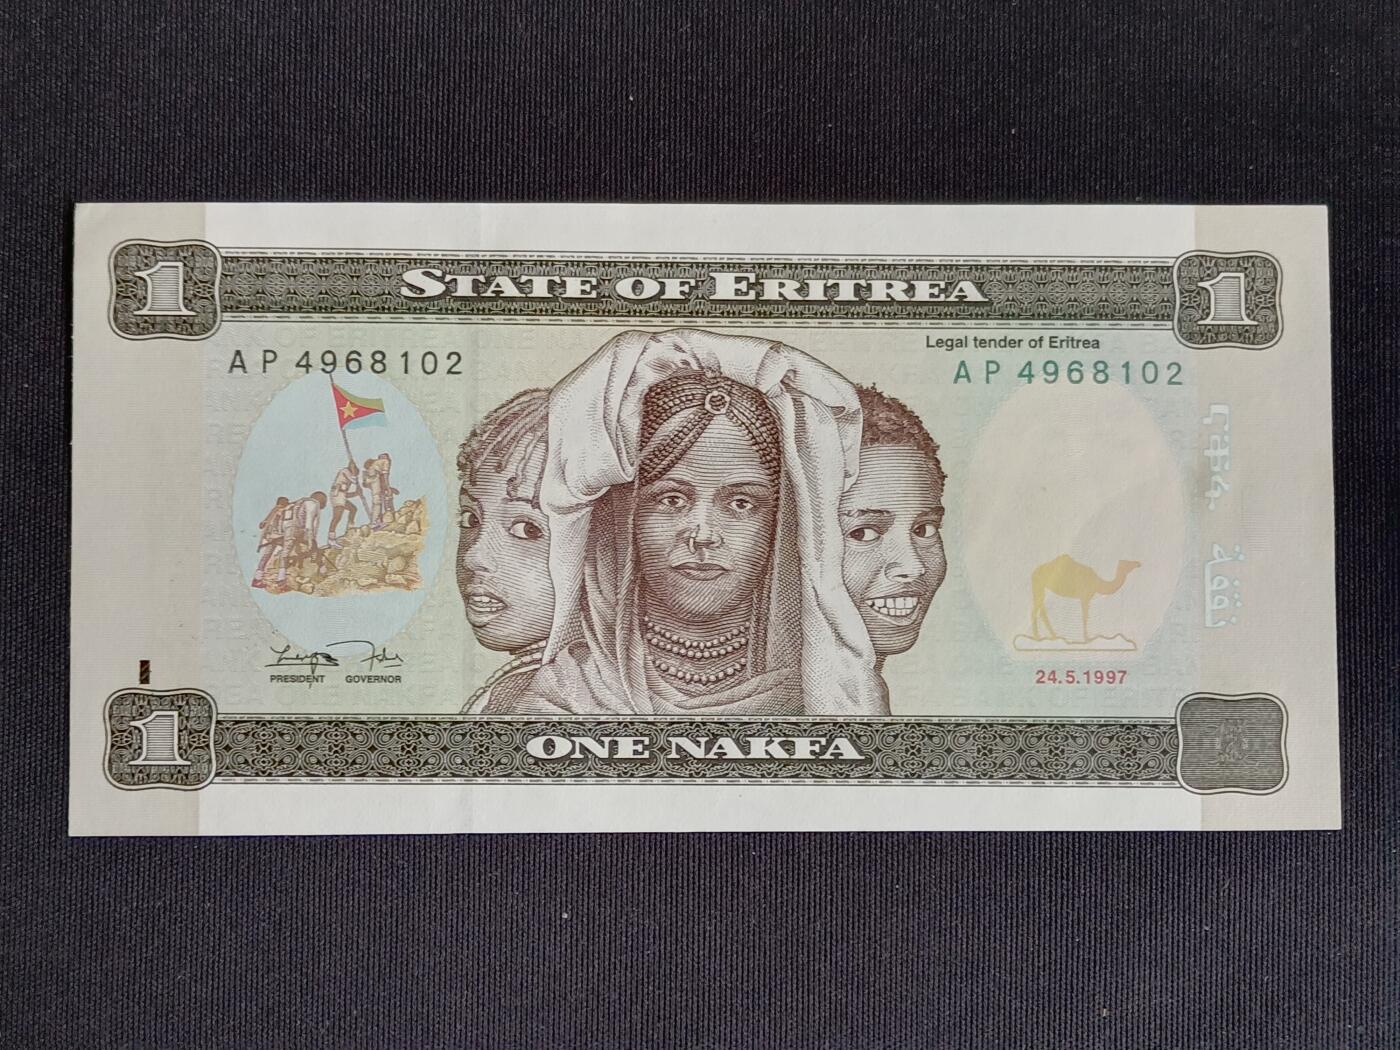 1 STATE OF ERITREA 1
Legal tender of Eritrea
AP 4968102 AP 4968102
ናቕፋ نقفة
PRESIDENT GOVERNOR
24.5.1997
1 ONE NAKFA